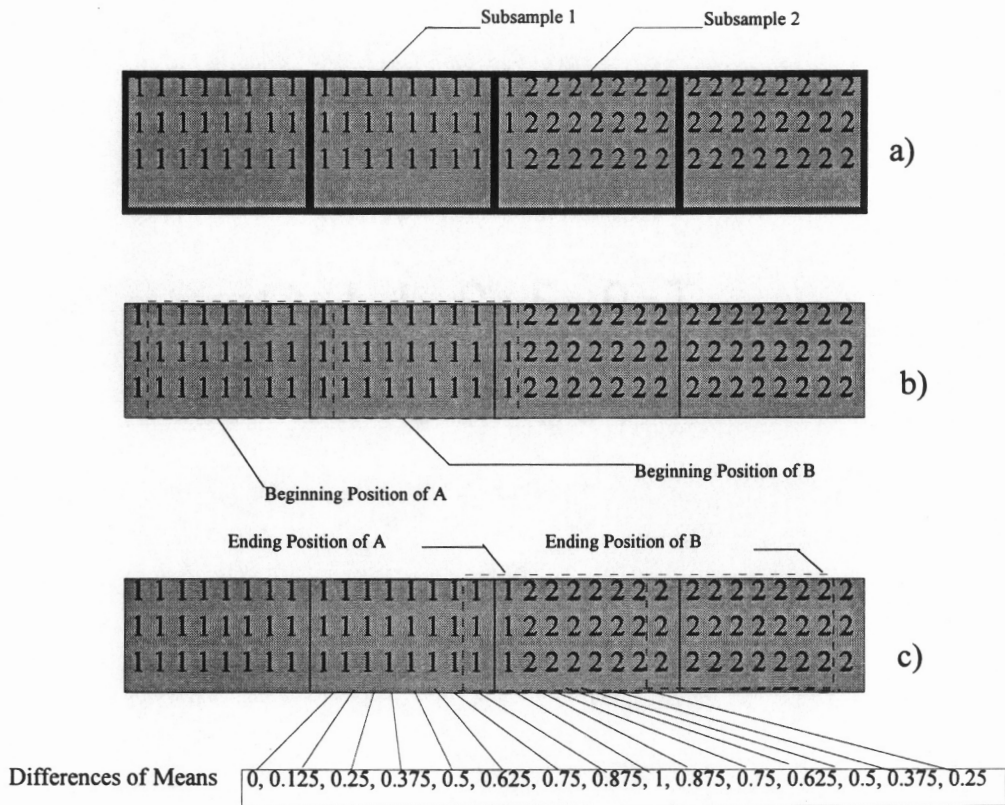 Subsample 1 Subsample 2
1 1 1 1 1 1 1 1 1 1 1 1 1 1 1 1 1 2 2 2 2 2 2 2 2 2 2 2 2 2 2 2
1 1 1 1 1 1 1 1 1 1 1 1 1 1 1 1 1 2 2 2 2 2 2 2 2 2 2 2 2 2 2 2
1 1 1 1 1 1 1 1 1 1 1 1 1 1 1 1 1 2 2 2 2 2 2 2 2 2 2 2 2 2 2 2
a)
1 1 1 1 1 1 1 1 1 1 1 1 1 1 1 1 1 2 2 2 2 2 2 2 2 2 2 2 2 2 2 2
1 1 1 1 1 1 1 1 1 1 1 1 1 1 1 1 1 2 2 2 2 2 2 2 2 2 2 2 2 2 2 2
1 1 1 1 1 1 1 1 1 1 1 1 1 1 1 1 1 2 2 2 2 2 2 2 2 2 2 2 2 2 2 2
b)
Beginning Position of B
Beginning Position of A
Ending Position of A Ending Position of B
1 1 1 1 1 1 1 1 1 1 1 1 1 1 1 1 1 2 2 2 2 2 2 2 2 2 2 2 2 2 2 2
1 1 1 1 1 1 1 1 1 1 1 1 1 1 1 1 1 2 2 2 2 2 2 2 2 2 2 2 2 2 2 2
1 1 1 1 1 1 1 1 1 1 1 1 1 1 1 1 1 2 2 2 2 2 2 2 2 2 2 2 2 2 2 2
c)
Differences of Means 0, 0.125, 0.25, 0.375, 0.5, 0.625, 0.75, 0.875, 1, 0.875, 0.75, 0.625, 0.5, 0.375, 0.25